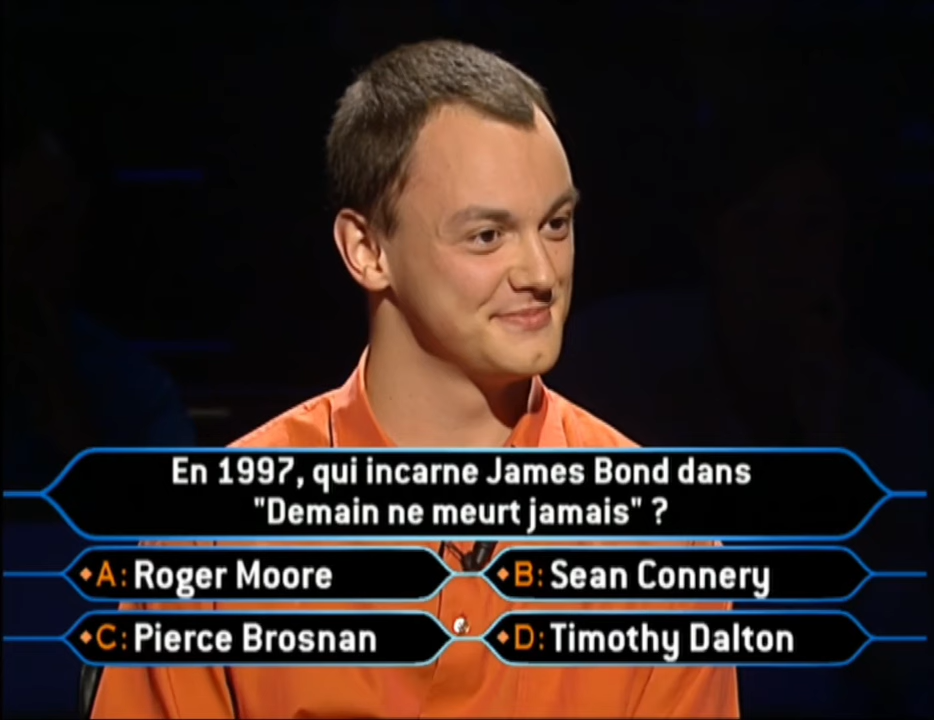 En 1997, qui incarne James Bond dans
"Demain ne meurt jamais" ?
A: Roger Moore
B: Sean Connery
C: Pierce Brosnan
D: Timothy Dalton